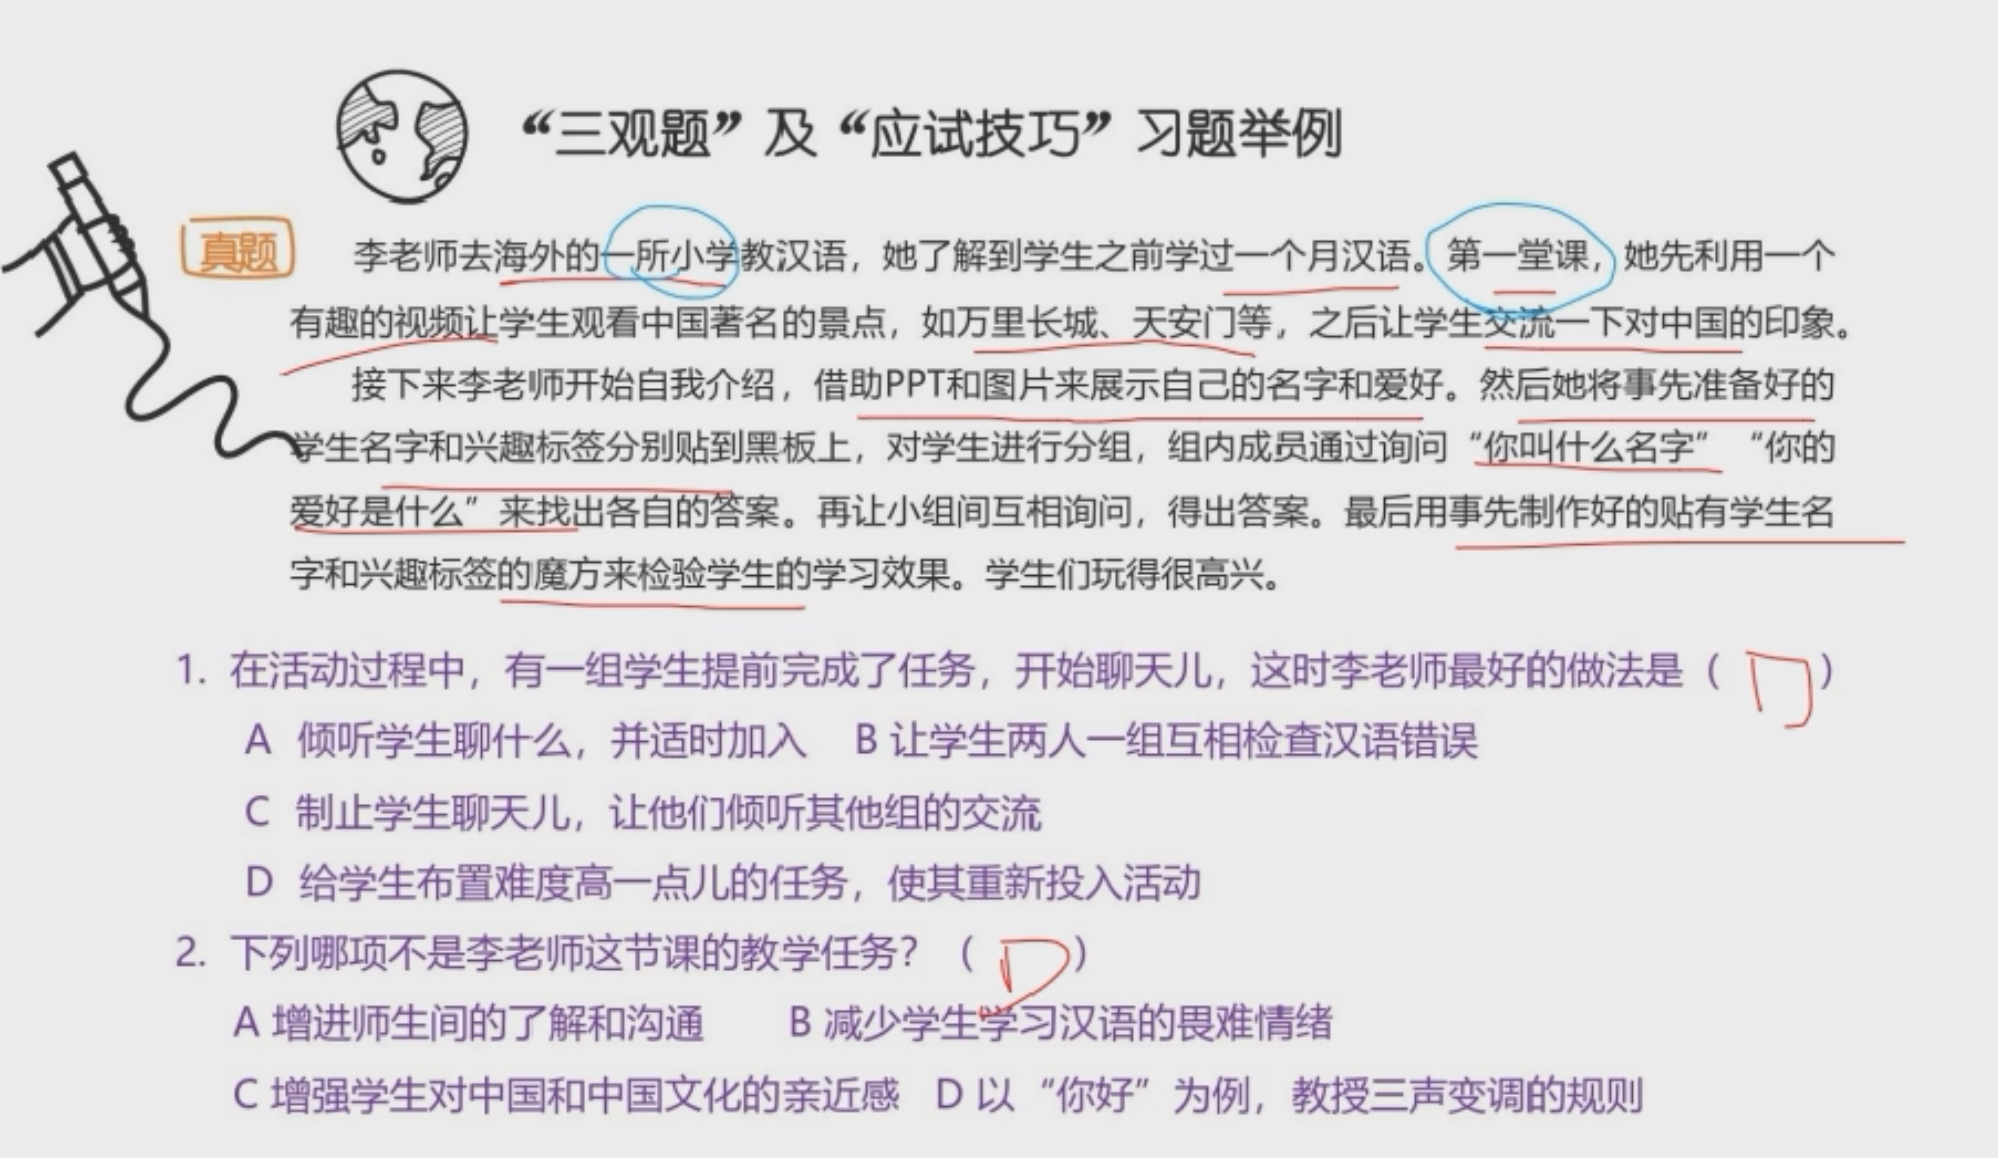 “三观题”及“应试技巧”习题举例
真题
李老师去海外的一所小学教汉语，她了解到学生之前学过一个月汉语。第一堂课，她先利用一个
有趣的视频让学生观看中国著名的景点，如万里长城、天安门等，之后让学生交流一下对中国的印象。
接下来李老师开始自我介绍，借助PPT和图片来展示自己的名字和爱好。然后她将事先准备好的
学生名字和兴趣标签分别贴到黑板上，对学生进行分组，组内成员通过询问“你叫什么名字”“你的
爱好是什么”来找出各自的答案。再让小组间互相询问，得出答案。最后用事先制作好的贴有学生名
字和兴趣标签的魔方来检验学生的学习效果。学生们玩得很高兴。
1. 在活动过程中，有一组学生提前完成了任务，开始聊天儿，这时李老师最好的做法是（ D ）
A 倾听学生聊什么，并适时加入 B 让学生两人一组互相检查汉语错误
C 制止学生聊天儿，让他们倾听其他组的交流
D 给学生布置难度高一点儿的任务，使其重新投入活动
2. 下列哪项不是李老师这节课的教学任务？（ D ）
A 增进师生间的了解和沟通 B 减少学生学习汉语的畏难情绪
C 增强学生对中国和中国文化的亲近感 D 以“你好”为例，教授三声变调的规则